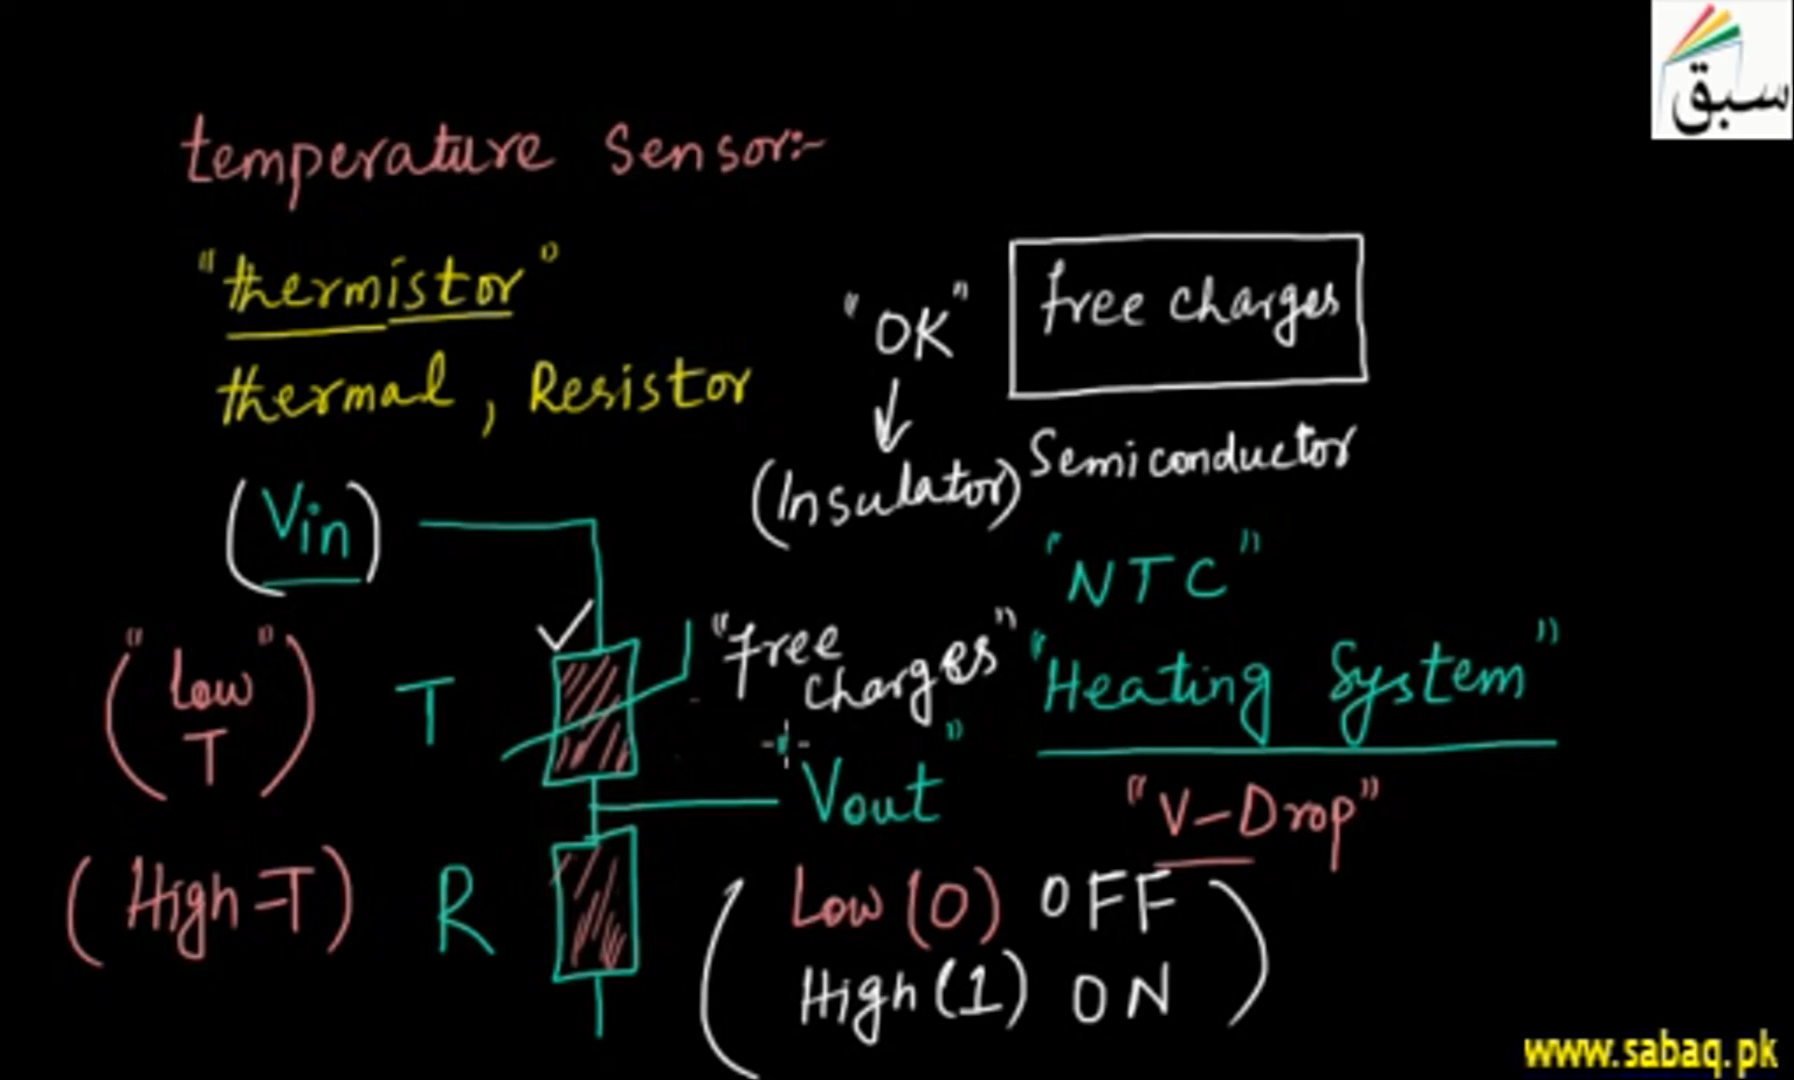 سبق
temperature Sensor:-
"thermistor"
thermal, Resistor
"OK"
free charges
(Insulator)
Semiconductor
(Vin)
"NTC"
"Heating System"
"Free charges"
("Low" T)
T
Vout"
"V-Drop"
(High-T)
R
Low (0) OFF
High (1) ON
www.sabaq.pk